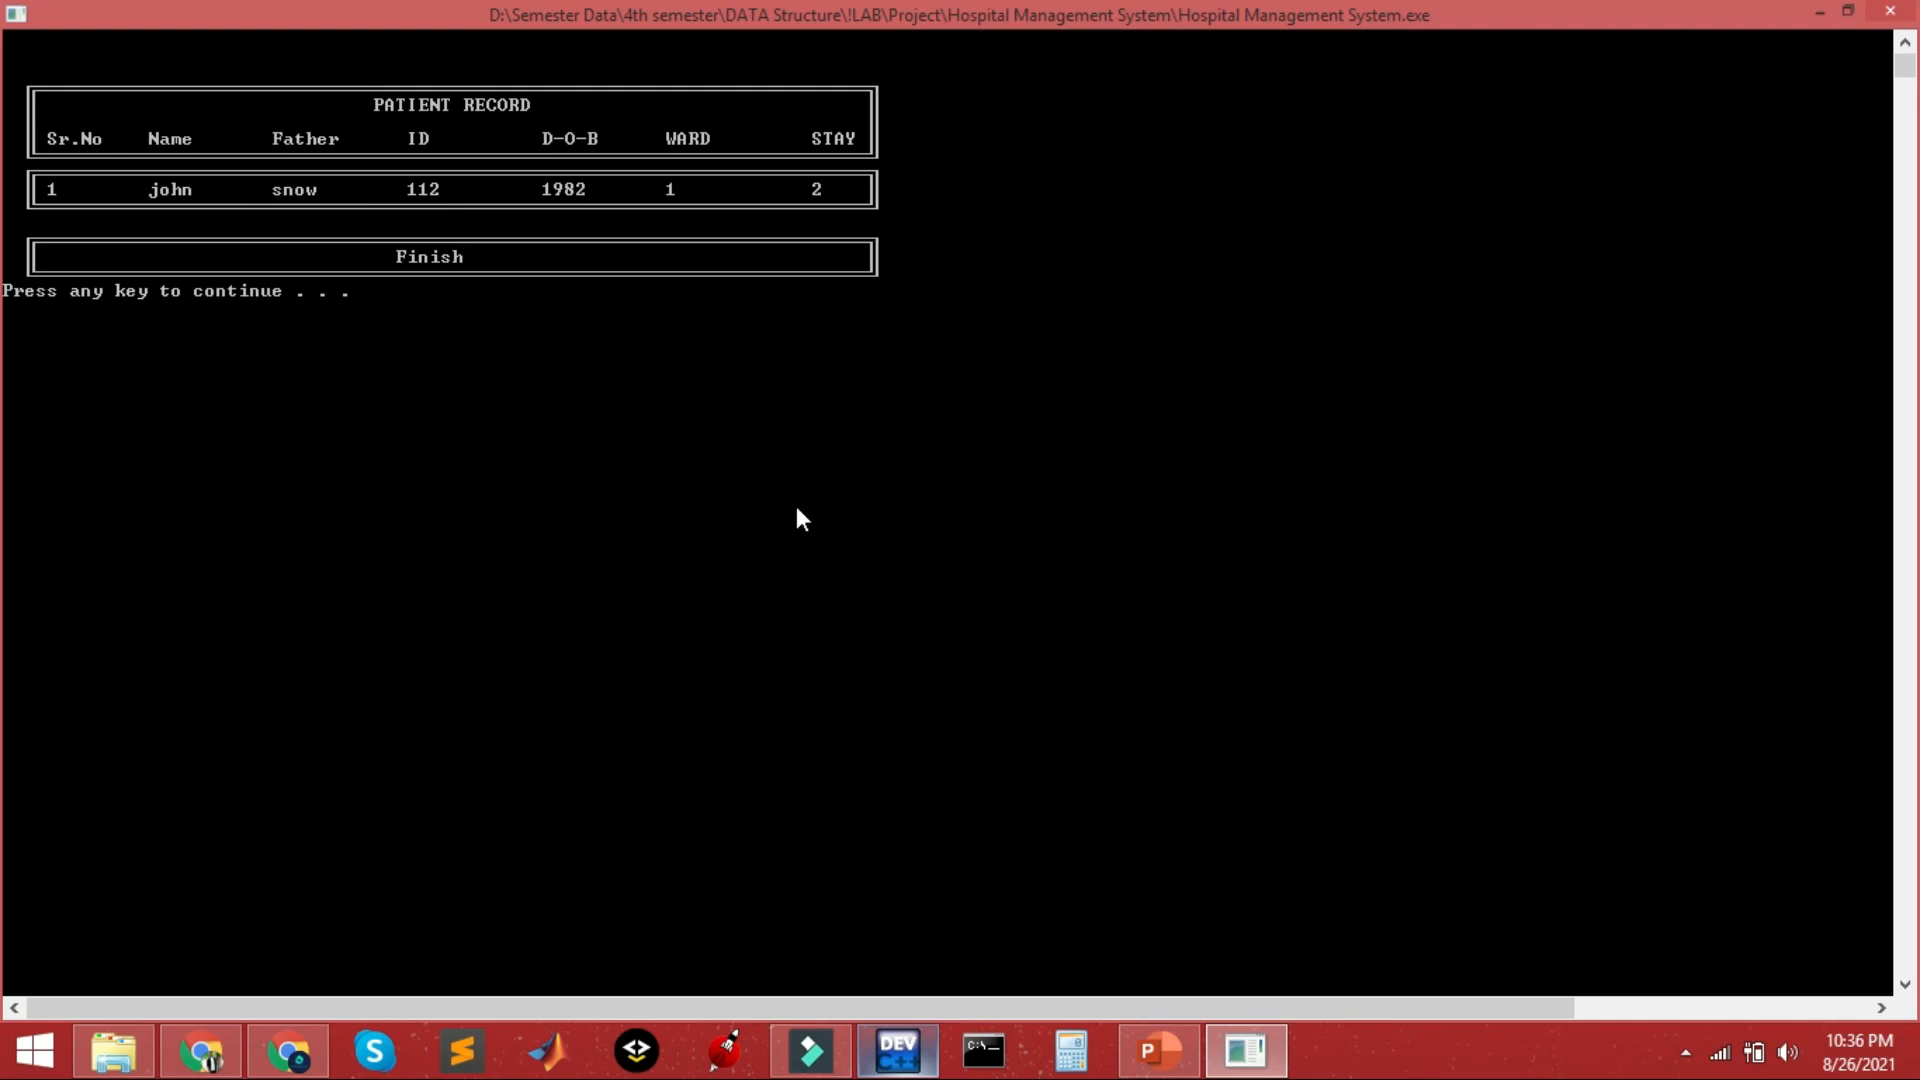 D:\Semester Data\4th semester\DATA Structure\!LAB\Project\Hospital Management System\Hospital Management System.exe
PATIENT RECORD
Sr.No Name Father ID D-O-B WARD STAY
1 john snow 112 1982 1 2
Finish
Press any key to continue . . .
S
DEV
C++
C:\
0
P
10:36 PM
8/26/2021